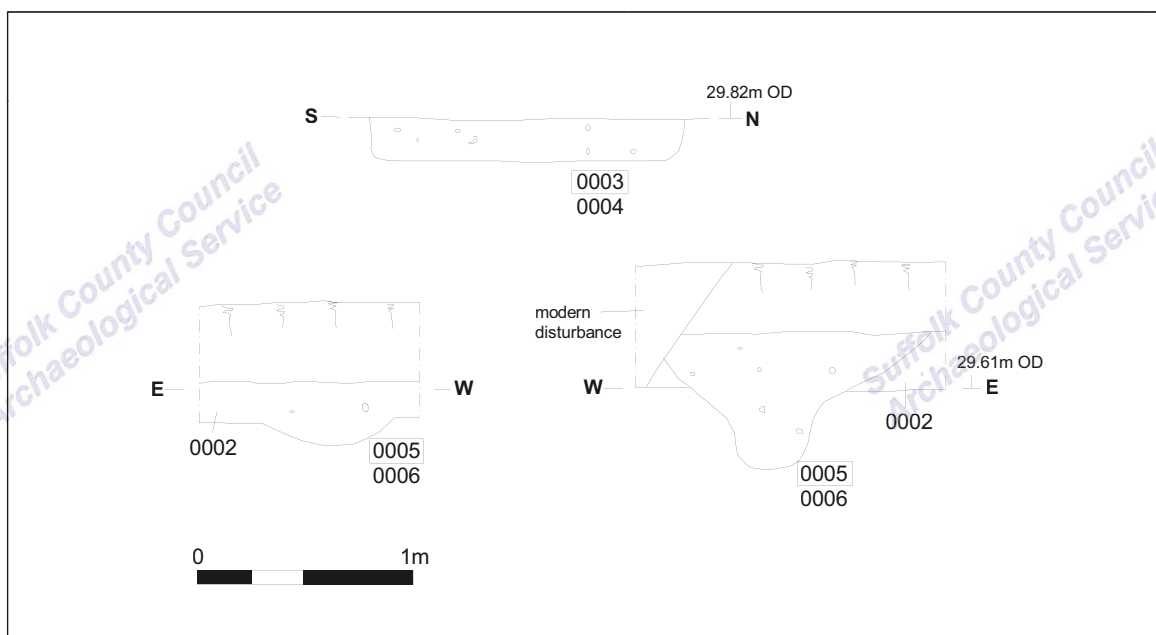 29.82m OD
S
N
0003
0004
Suffolk County Council
Archaeological Service
Suffolk County Council
Archaeological Service
modern
disturbance
29.61m OD
E
W
W
E
0002
0005
0006
0002
0005
0006
0
1m